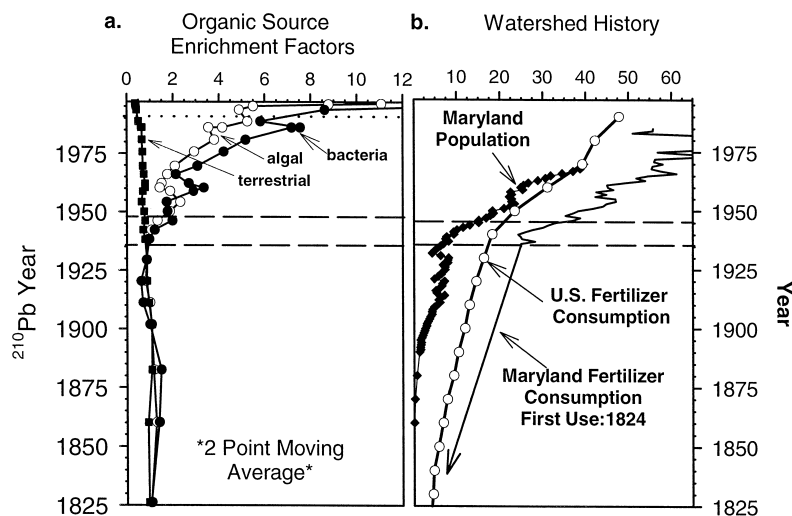 a.
Organic Source
Enrichment Factors
0 2 4 6 8 10 12
210Pb Year
1975
1950
1925
1900
1875
1850
1825
algal
bacteria
terrestrial
*2 Point Moving
Average*
b.
Watershed History
10 20 30 40 50 60
Maryland
Population
U.S. Fertilizer
Consumption
Maryland Fertilizer
Consumption
First Use:1824
1975
1950
1925
1900
1875
1850
1825
Year